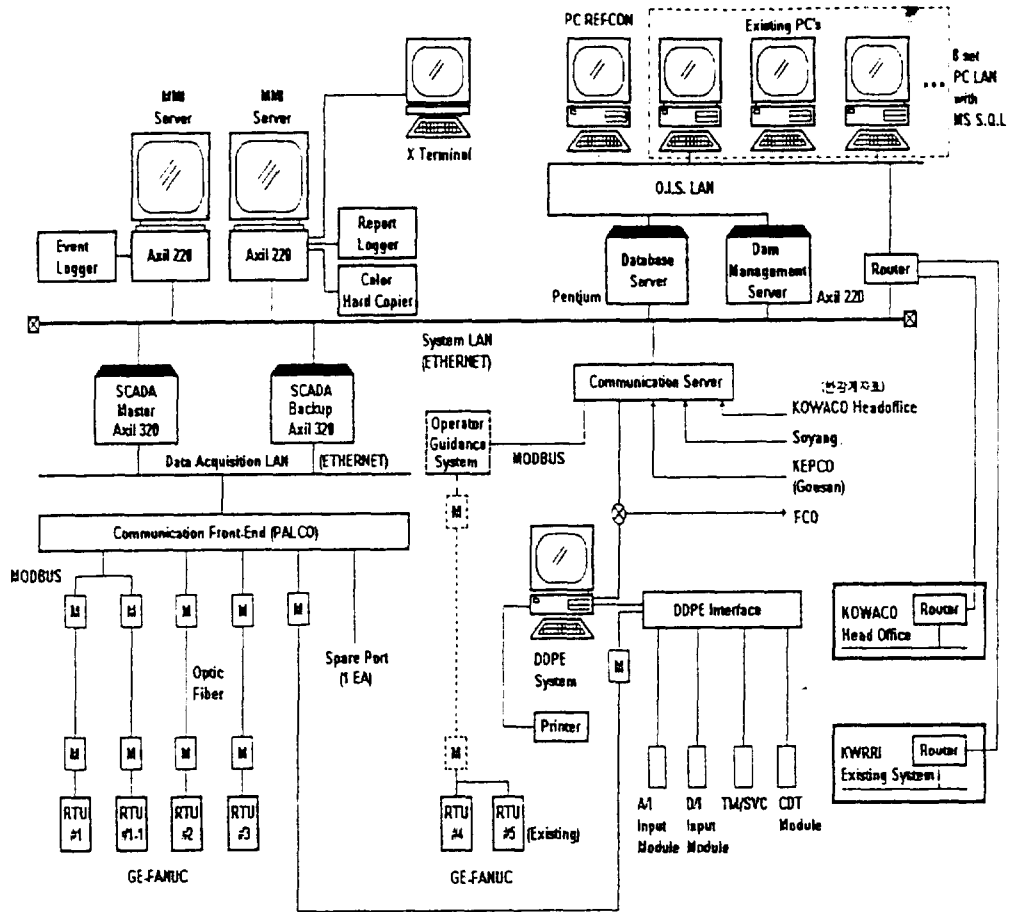 PC REFCON
Existing PC's
6 set
PC LAN
with
MS S.Q.L
...
MMI
Server
MMI
Server
X Terminal
O.I.S. LAN
Event
Logger
Axil 220
Axil 220
Report
Logger
Color
Hard Copier
Database
Server
Dam
Management
Server
Router
Pentjum
Axil 220
System LAN
(ETHERNET)
SCADA
Master
Axil 320
SCADA
Backup
Axil 320
Communication Server
KOWACO Headoffice
Operator
Guidance
System
MODBUS
Soyang
KEPCO
(Goesan)
FCO
Data Acquisition LAN
(ETHERNET)
M
Communication Front-End (PALCO)
MODBUS
M
M
M
M
M
DDPE Interface
M
KOWACO
Head Office
Router
Optic
Fiber
Spare Port
(1 EA)
DDPE
System
Printer
M
M
M
M
M
KWRRI
Existing System
Router
RTU
#1
RTU
#1-1
RTU
#2
RTU
#3
RTU
#4
RTU
#5
(Existing)
A/I
Input
Module
D/I
Input
Module
TM/SVC
CDT
Module
GE-FANUC
GE-FANUC